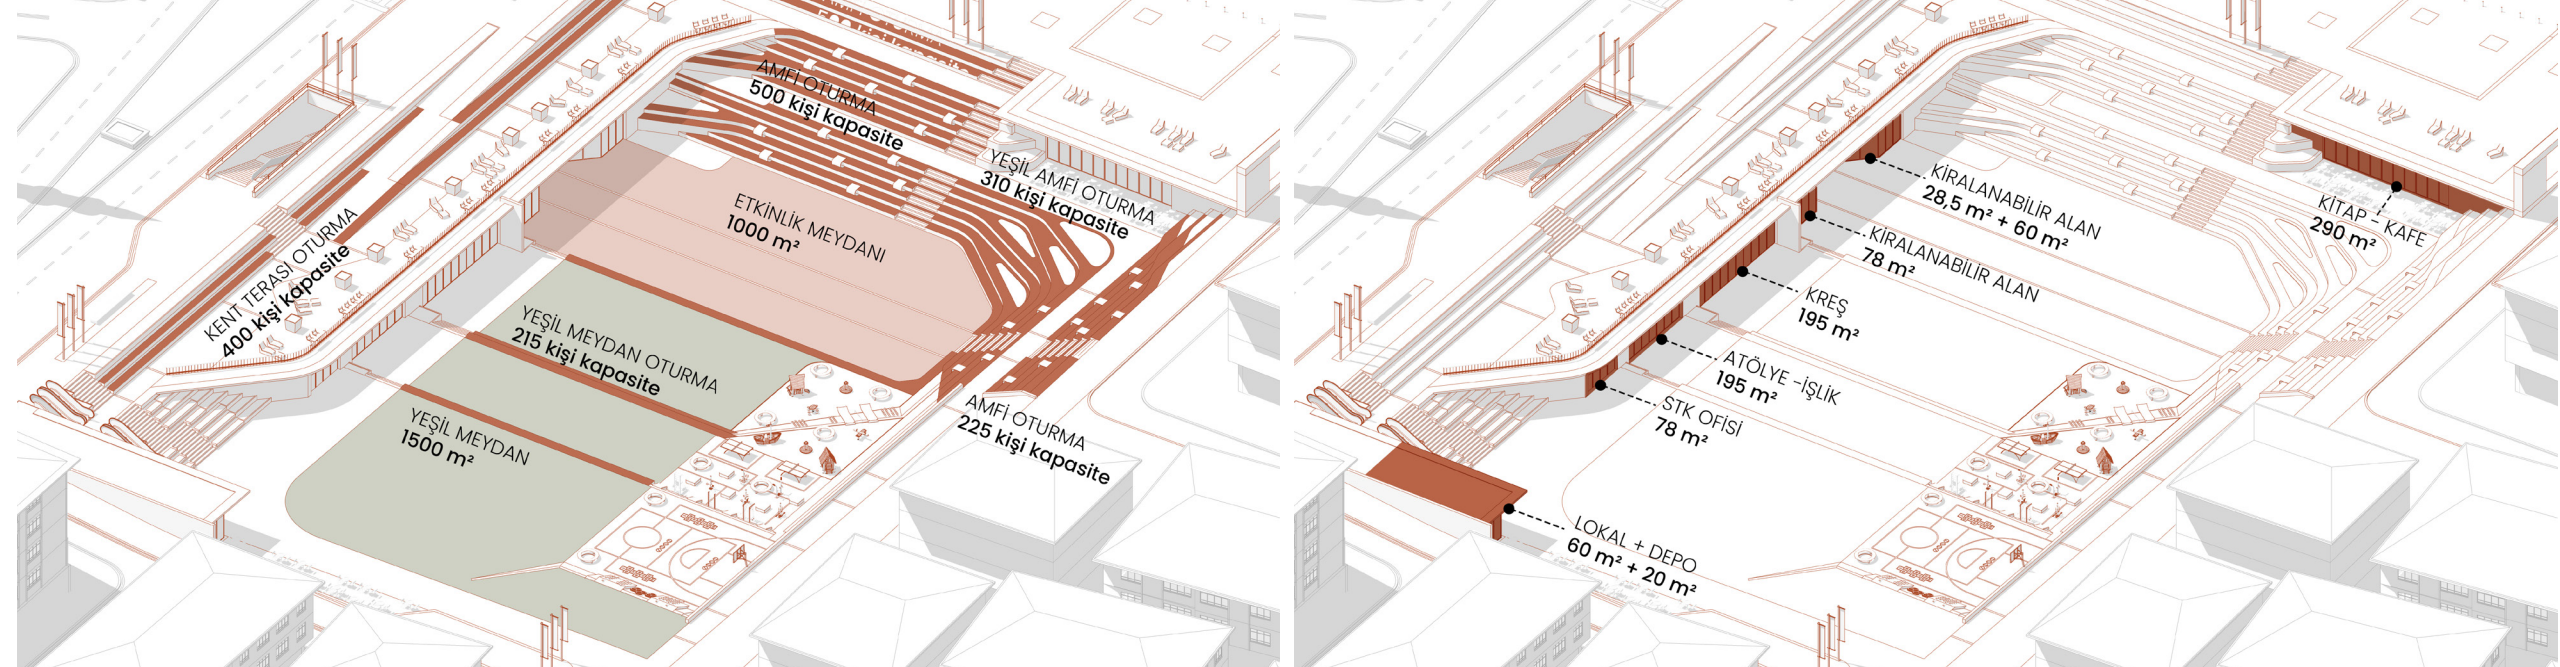 AMFİ OTURMA
500 kişi kapasite
YEŞİL AMFİ OTURMA
310 kişi kapasite
ETKİNLİK MEYDANI
1000 m²
KENT TERASI OTURMA
400 kişi kapasite
YEŞİL MEYDAN OTURMA
215 kişi kapasite
YEŞİL MEYDAN
1500 m²
AMFİ OTURMA
225 kişi kapasite
KİRALANABİLİR ALAN
28,5 m² + 60 m²
KİTAP - KAFE
290 m²
KİRALANABİLİR ALAN
78 m²
KREŞ
195 m²
ATÖLYE -İŞLİK
195 m²
STK OFİSİ
78 m²
LOKAL + DEPO
60 m² + 20 m²